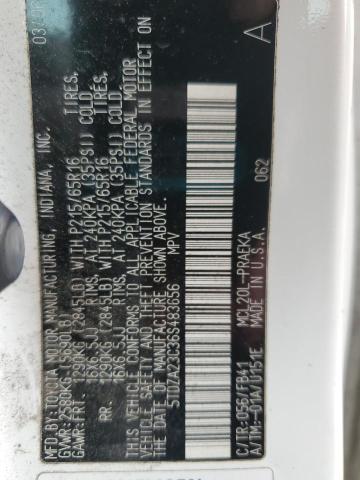 MFD. BY: TOYOTA MOTOR MANUFACTURING, INDIANA, INC. 03/06
GVWR: 2580KG (5690LB)
GAWR: FRT. 1290KG (2845LB) WITH P215/65R16 TIRES.
16X6.5JJ RIMS, AT 240KPA (35PSI) COLD
RR. 1290KG (2845LB) WITH P215/65R16 TIRES.
16X6.5JJ RIMS, AT 240KPA (35PSI) COLD
THIS VEHICLE CONFORMS TO ALL APPLICABLE FEDERAL MOTOR
VEHICLE SAFETY AND THEFT PREVENTION STANDARDS IN EFFECT ON
THE DATE OF MANUFACTURE SHOWN ABOVE.
5TDZA23C36S483656 MPV
062 A
C/TR: 056/FB41 MCL20L-PRAEKA
A/TM: -01A/U151E MADE IN U.S.A.